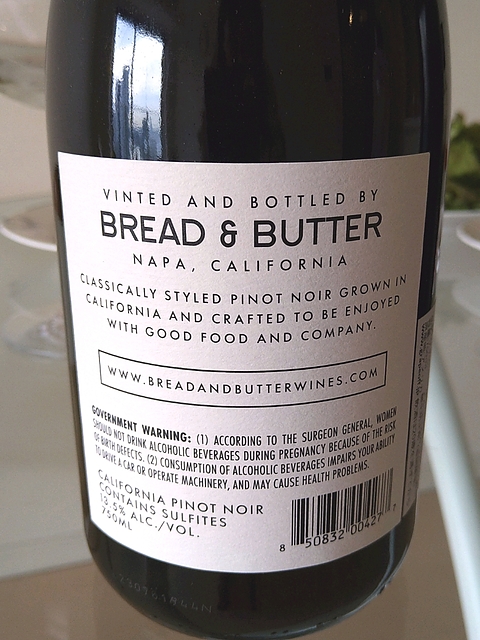 VINTED AND BOTTLED BY
BREAD & BUTTER
NAPA, CALIFORNIA
CLASSICALLY STYLED PINOT NOIR GROWN IN
CALIFORNIA AND CRAFTED TO BE ENJOYED
WITH GOOD FOOD AND COMPANY.
WWW.BREADANDBUTTERWINES.COM
GOVERNMENT WARNING: (1) ACCORDING TO THE SURGEON GENERAL, WOMEN
SHOULD NOT DRINK ALCOHOLIC BEVERAGES DURING PREGNANCY BECAUSE OF THE RISK
OF BIRTH DEFECTS. (2) CONSUMPTION OF ALCOHOLIC BEVERAGES IMPAIRS YOUR ABILITY
TO DRIVE A CAR OR OPERATE MACHINERY, AND MAY CAUSE HEALTH PROBLEMS.
CALIFORNIA PINOT NOIR
CONTAINS SULFITES
13.5% ALC./VOL.
750ML
8 50832 00427 7